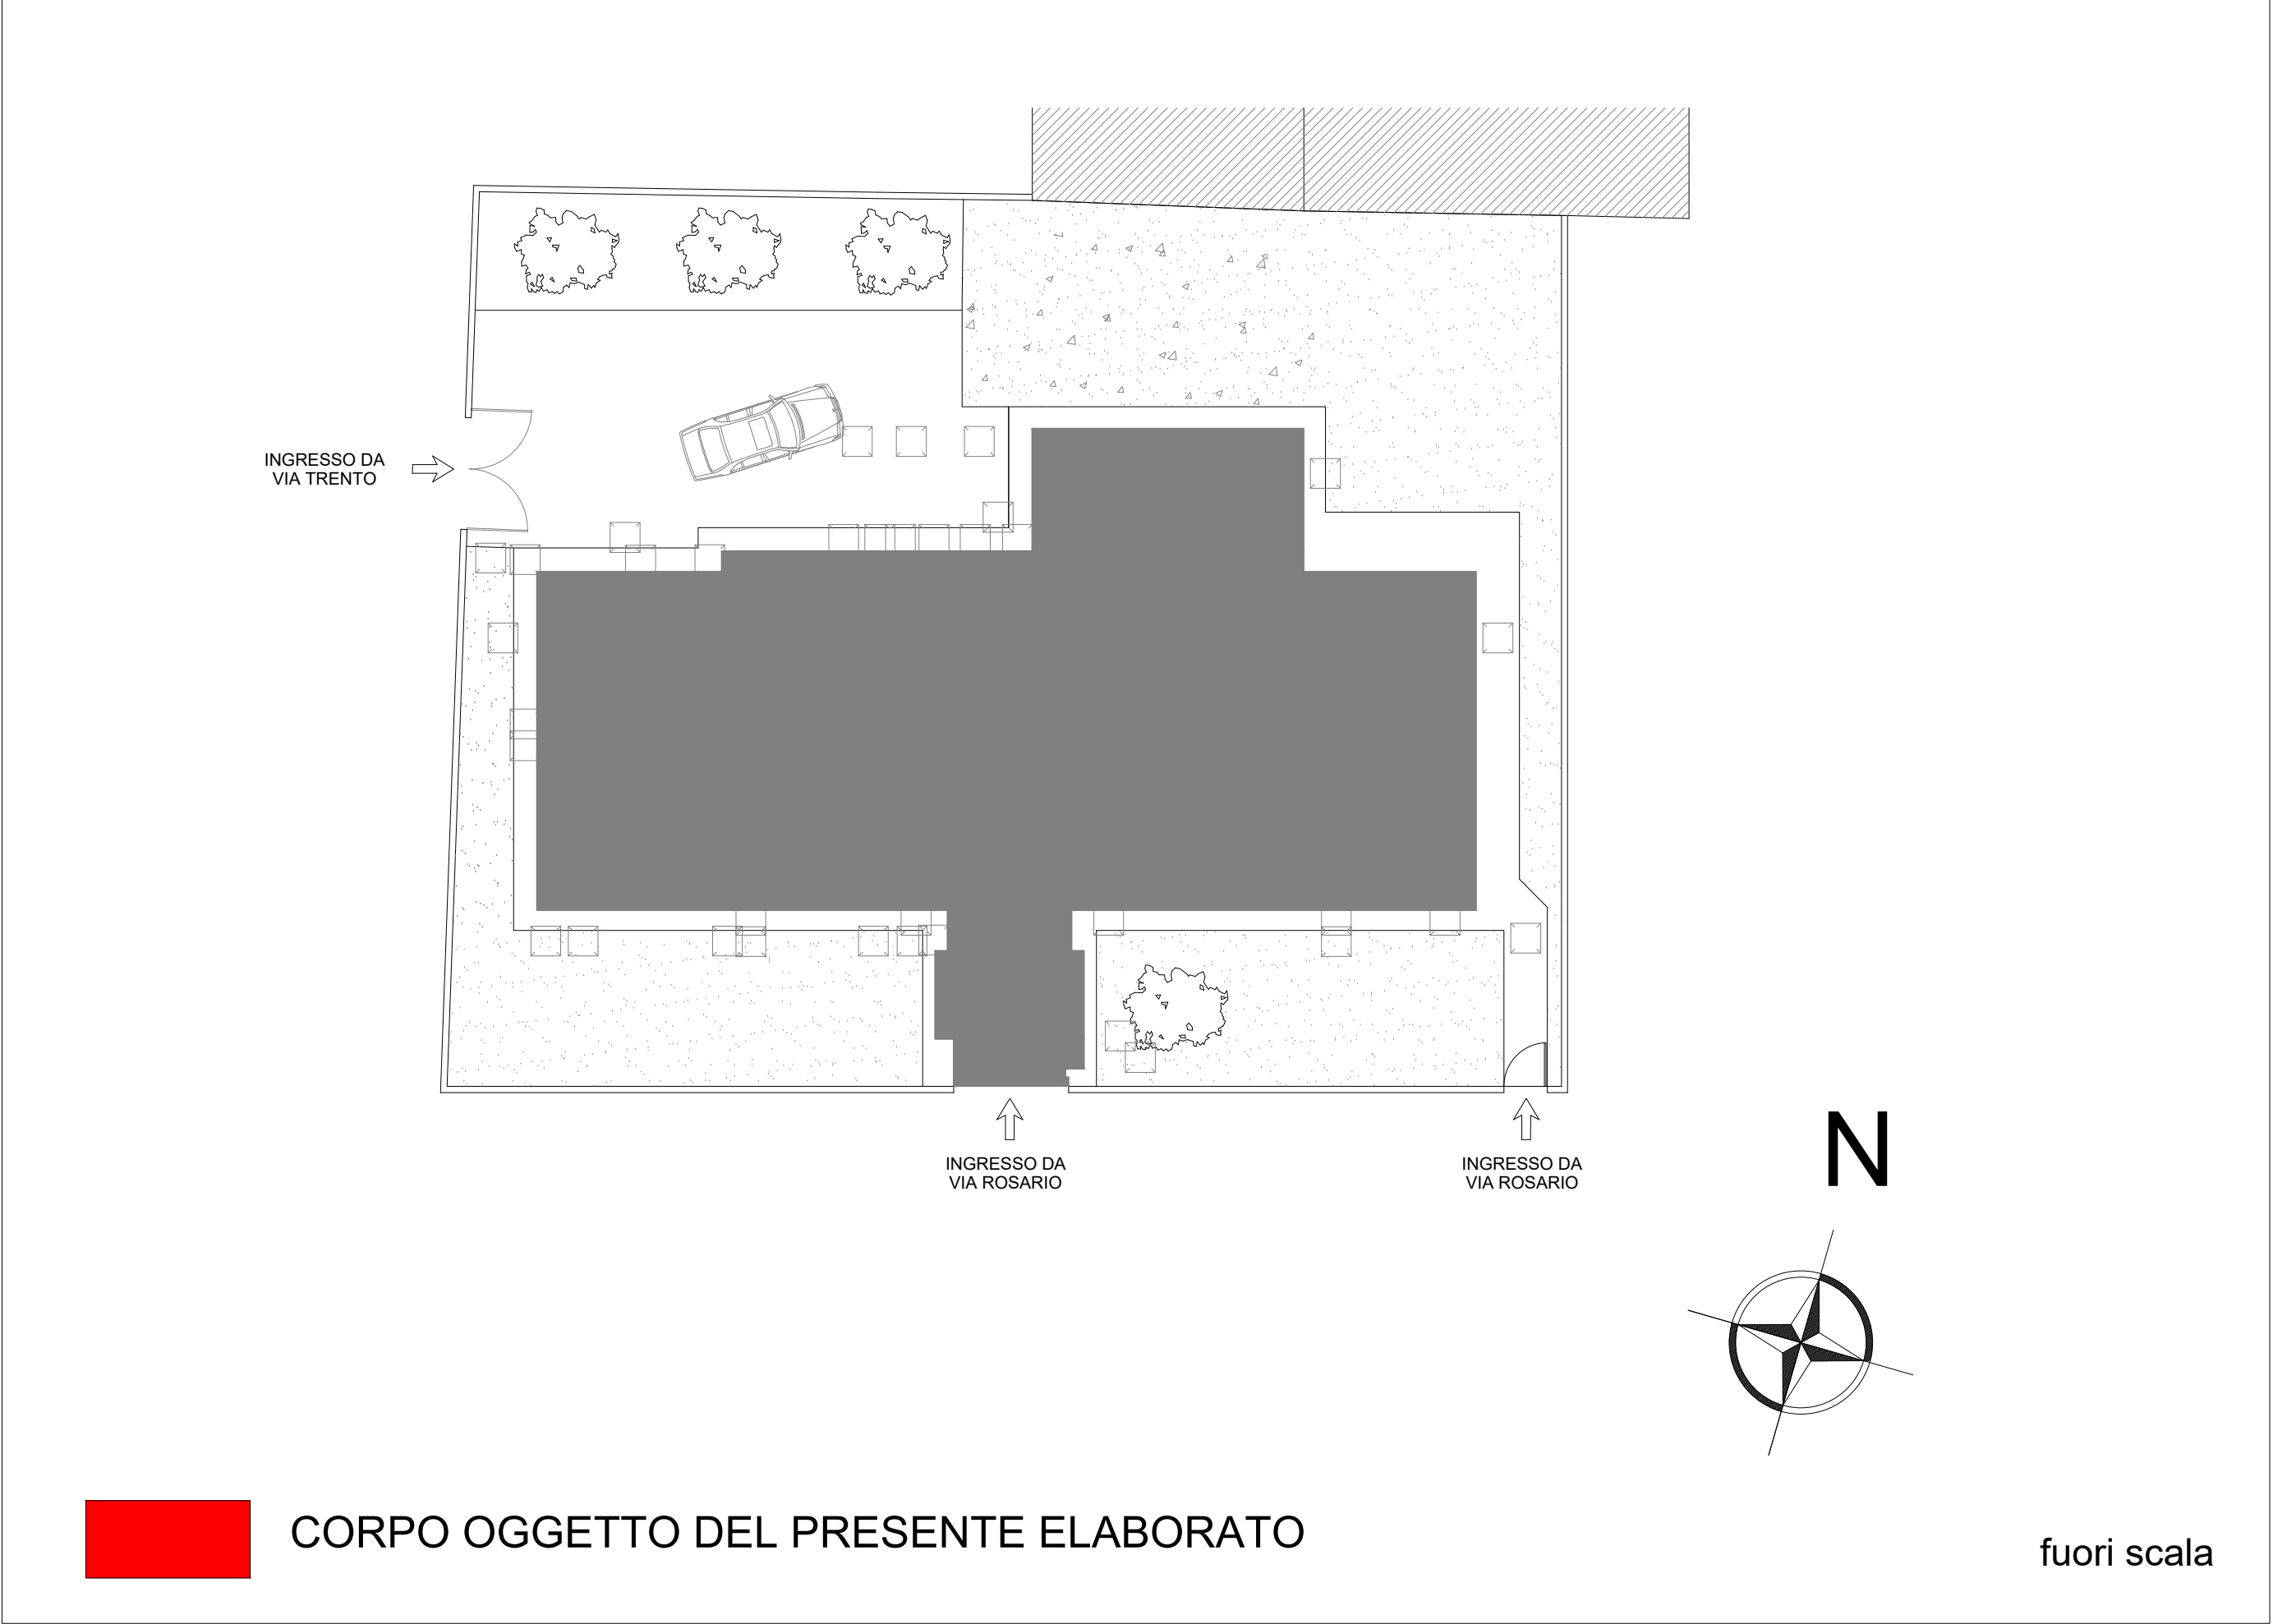 INGRESSO DA
VIA TRENTO
INGRESSO DA
VIA ROSARIO
INGRESSO DA
VIA ROSARIO
N
CORPO OGGETTO DEL PRESENTE ELABORATO
fuori scala